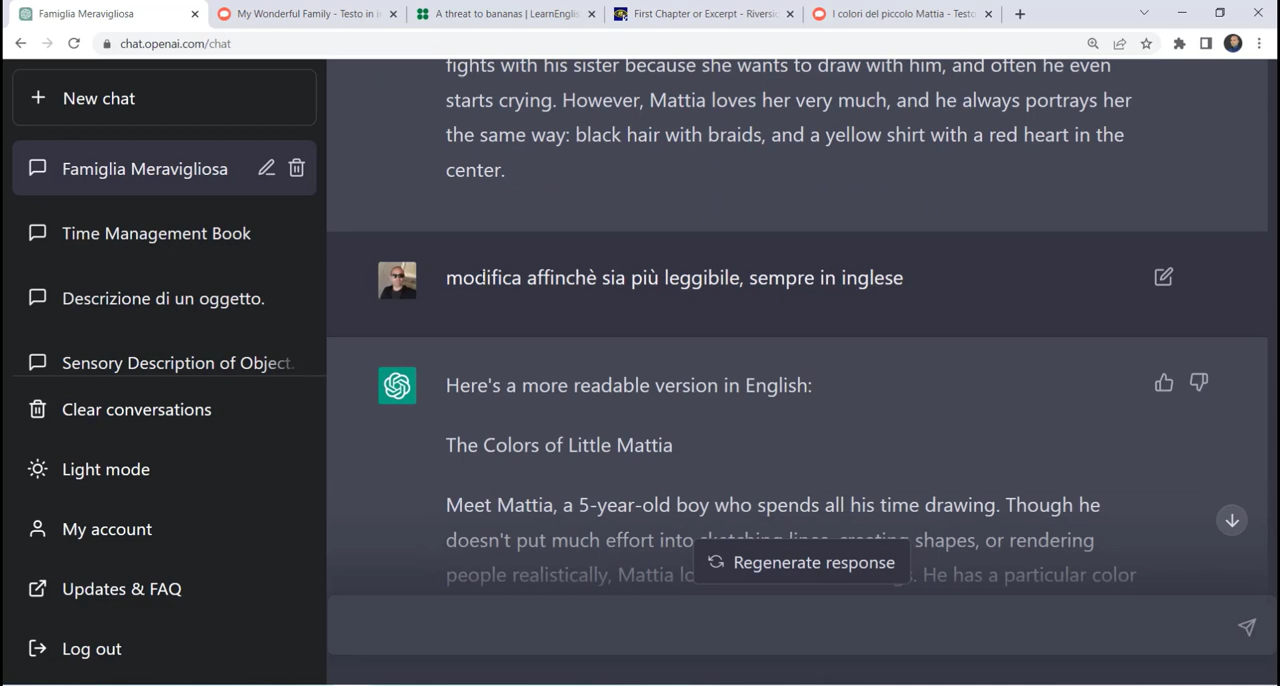 Famiglia Meravigliosa
My Wonderful Family - Testo in i
A threat to bananas | LearnEnglis
First Chapter or Excerpt - Riversi
I colori del piccolo Mattia - Testo
chat.openai.com/chat
New chat
Famiglia Meravigliosa
Time Management Book
Descrizione di un oggetto.
Sensory Description of Object.
Clear conversations
Light mode
My account
Updates & FAQ
Log out
fights with his sister because she wants to draw with him, and often he even
starts crying. However, Mattia loves her very much, and he always portrays her
the same way: black hair with braids, and a yellow shirt with a red heart in the
center.
modifica affinchè sia più leggibile, sempre in inglese
Here's a more readable version in English:
The Colors of Little Mattia
Meet Mattia, a 5-year-old boy who spends all his time drawing. Though he
doesn't put much effort into sketching lines, creating shapes, or rendering
people realistically, Mattia lo
s. He has a particular color
Regenerate response